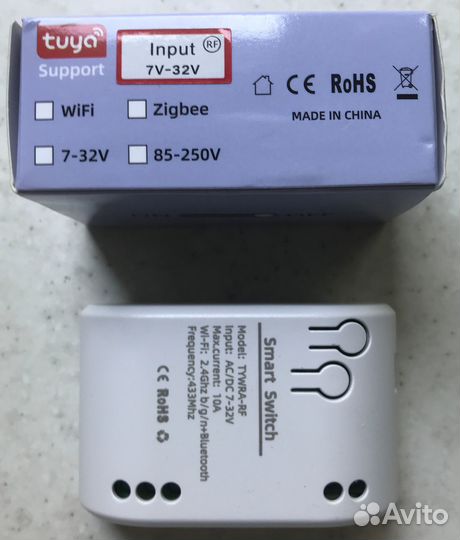 tuya
Support
Input RF
7V-32V
WiFi
Zigbee
7-32V
85-250V
CE RoHS
MADE IN CHINA
Smart Switch
Model: TYWRA-RF
Input: AC/DC 7-32V
Max.current: 10A
Wi-Fi: 2.4Ghz b/g/n+Bluetooth
Frequency:433Mhz
CE RoHS
Avito